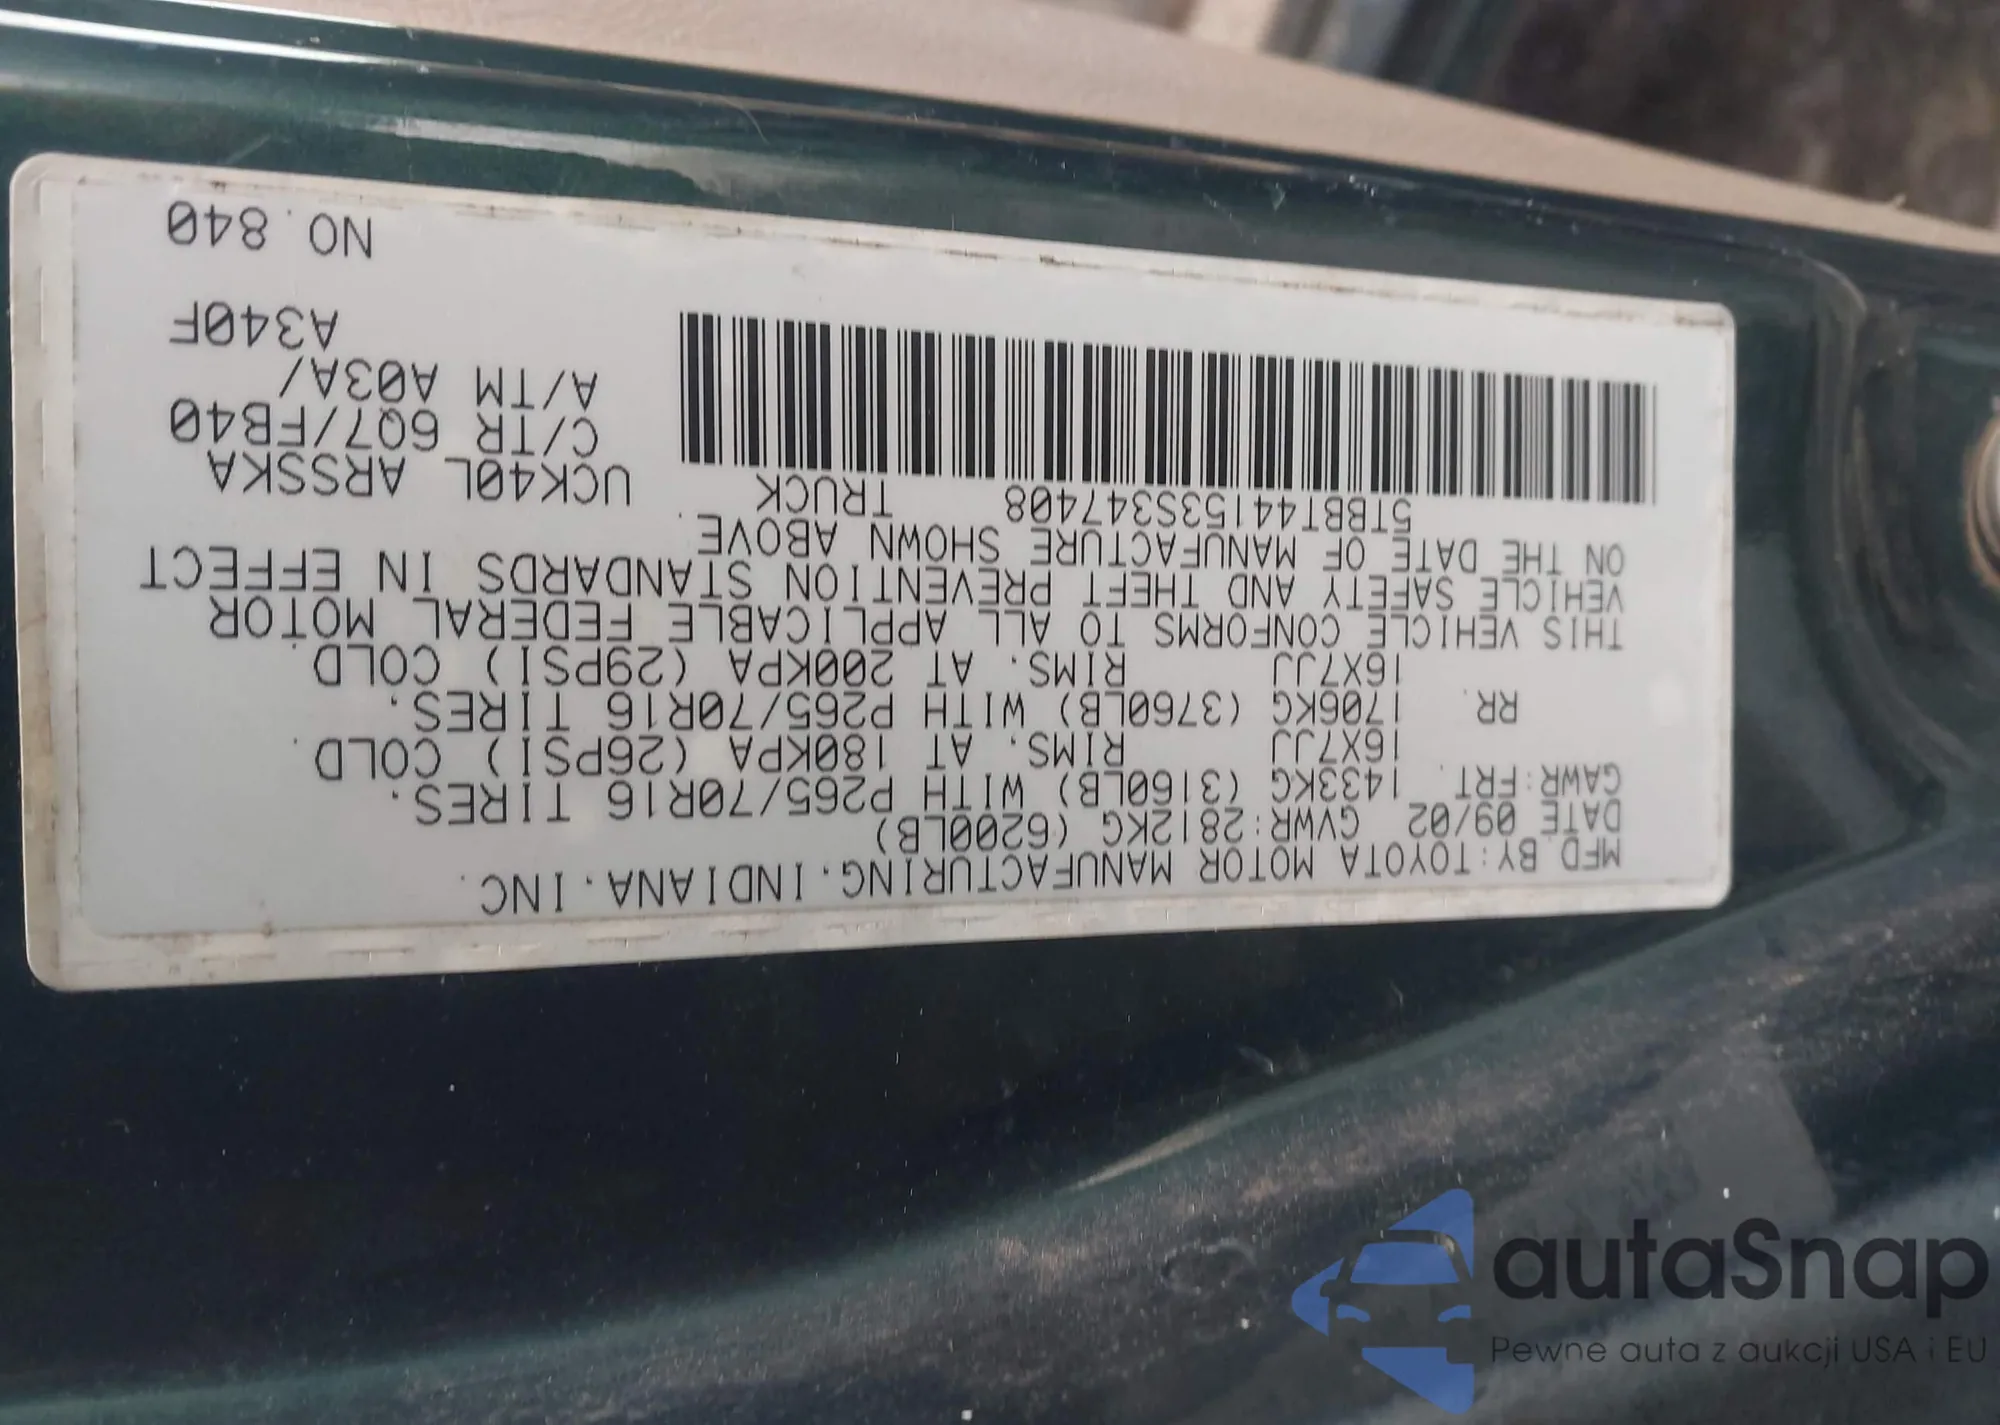 MFD.BY:TOYOTA MOTOR MANUFACTURING.INDIANA.INC.
DATE 09/02 GVWR:2812KG (6200LB)
GAWR:FRT. 1433KG (3160LB) WITH P265/70R16 TIRES.
16X7JJ RIMS. AT 180KPA (26PSI) COLD.
RR. 1706KG (3760LB) WITH P265/70R16 TIRES.
16X7JJ RIMS. AT 200KPA (29PSI) COLD.
THIS VEHICLE CONFORMS TO ALL APPLICABLE FEDERAL MOTOR
VEHICLE SAFETY AND THEFT PREVENTION STANDARDS IN EFFECT
ON THE DATE OF MANUFACTURE SHOWN ABOVE.
5TBBT44153S347408 TRUCK
UCK40L ARSSKA
C/TR 6Q7/FB40
A/TM A03A/
A340F
NO.840
autaSnap
Pewne auta z aukcji USA i EU